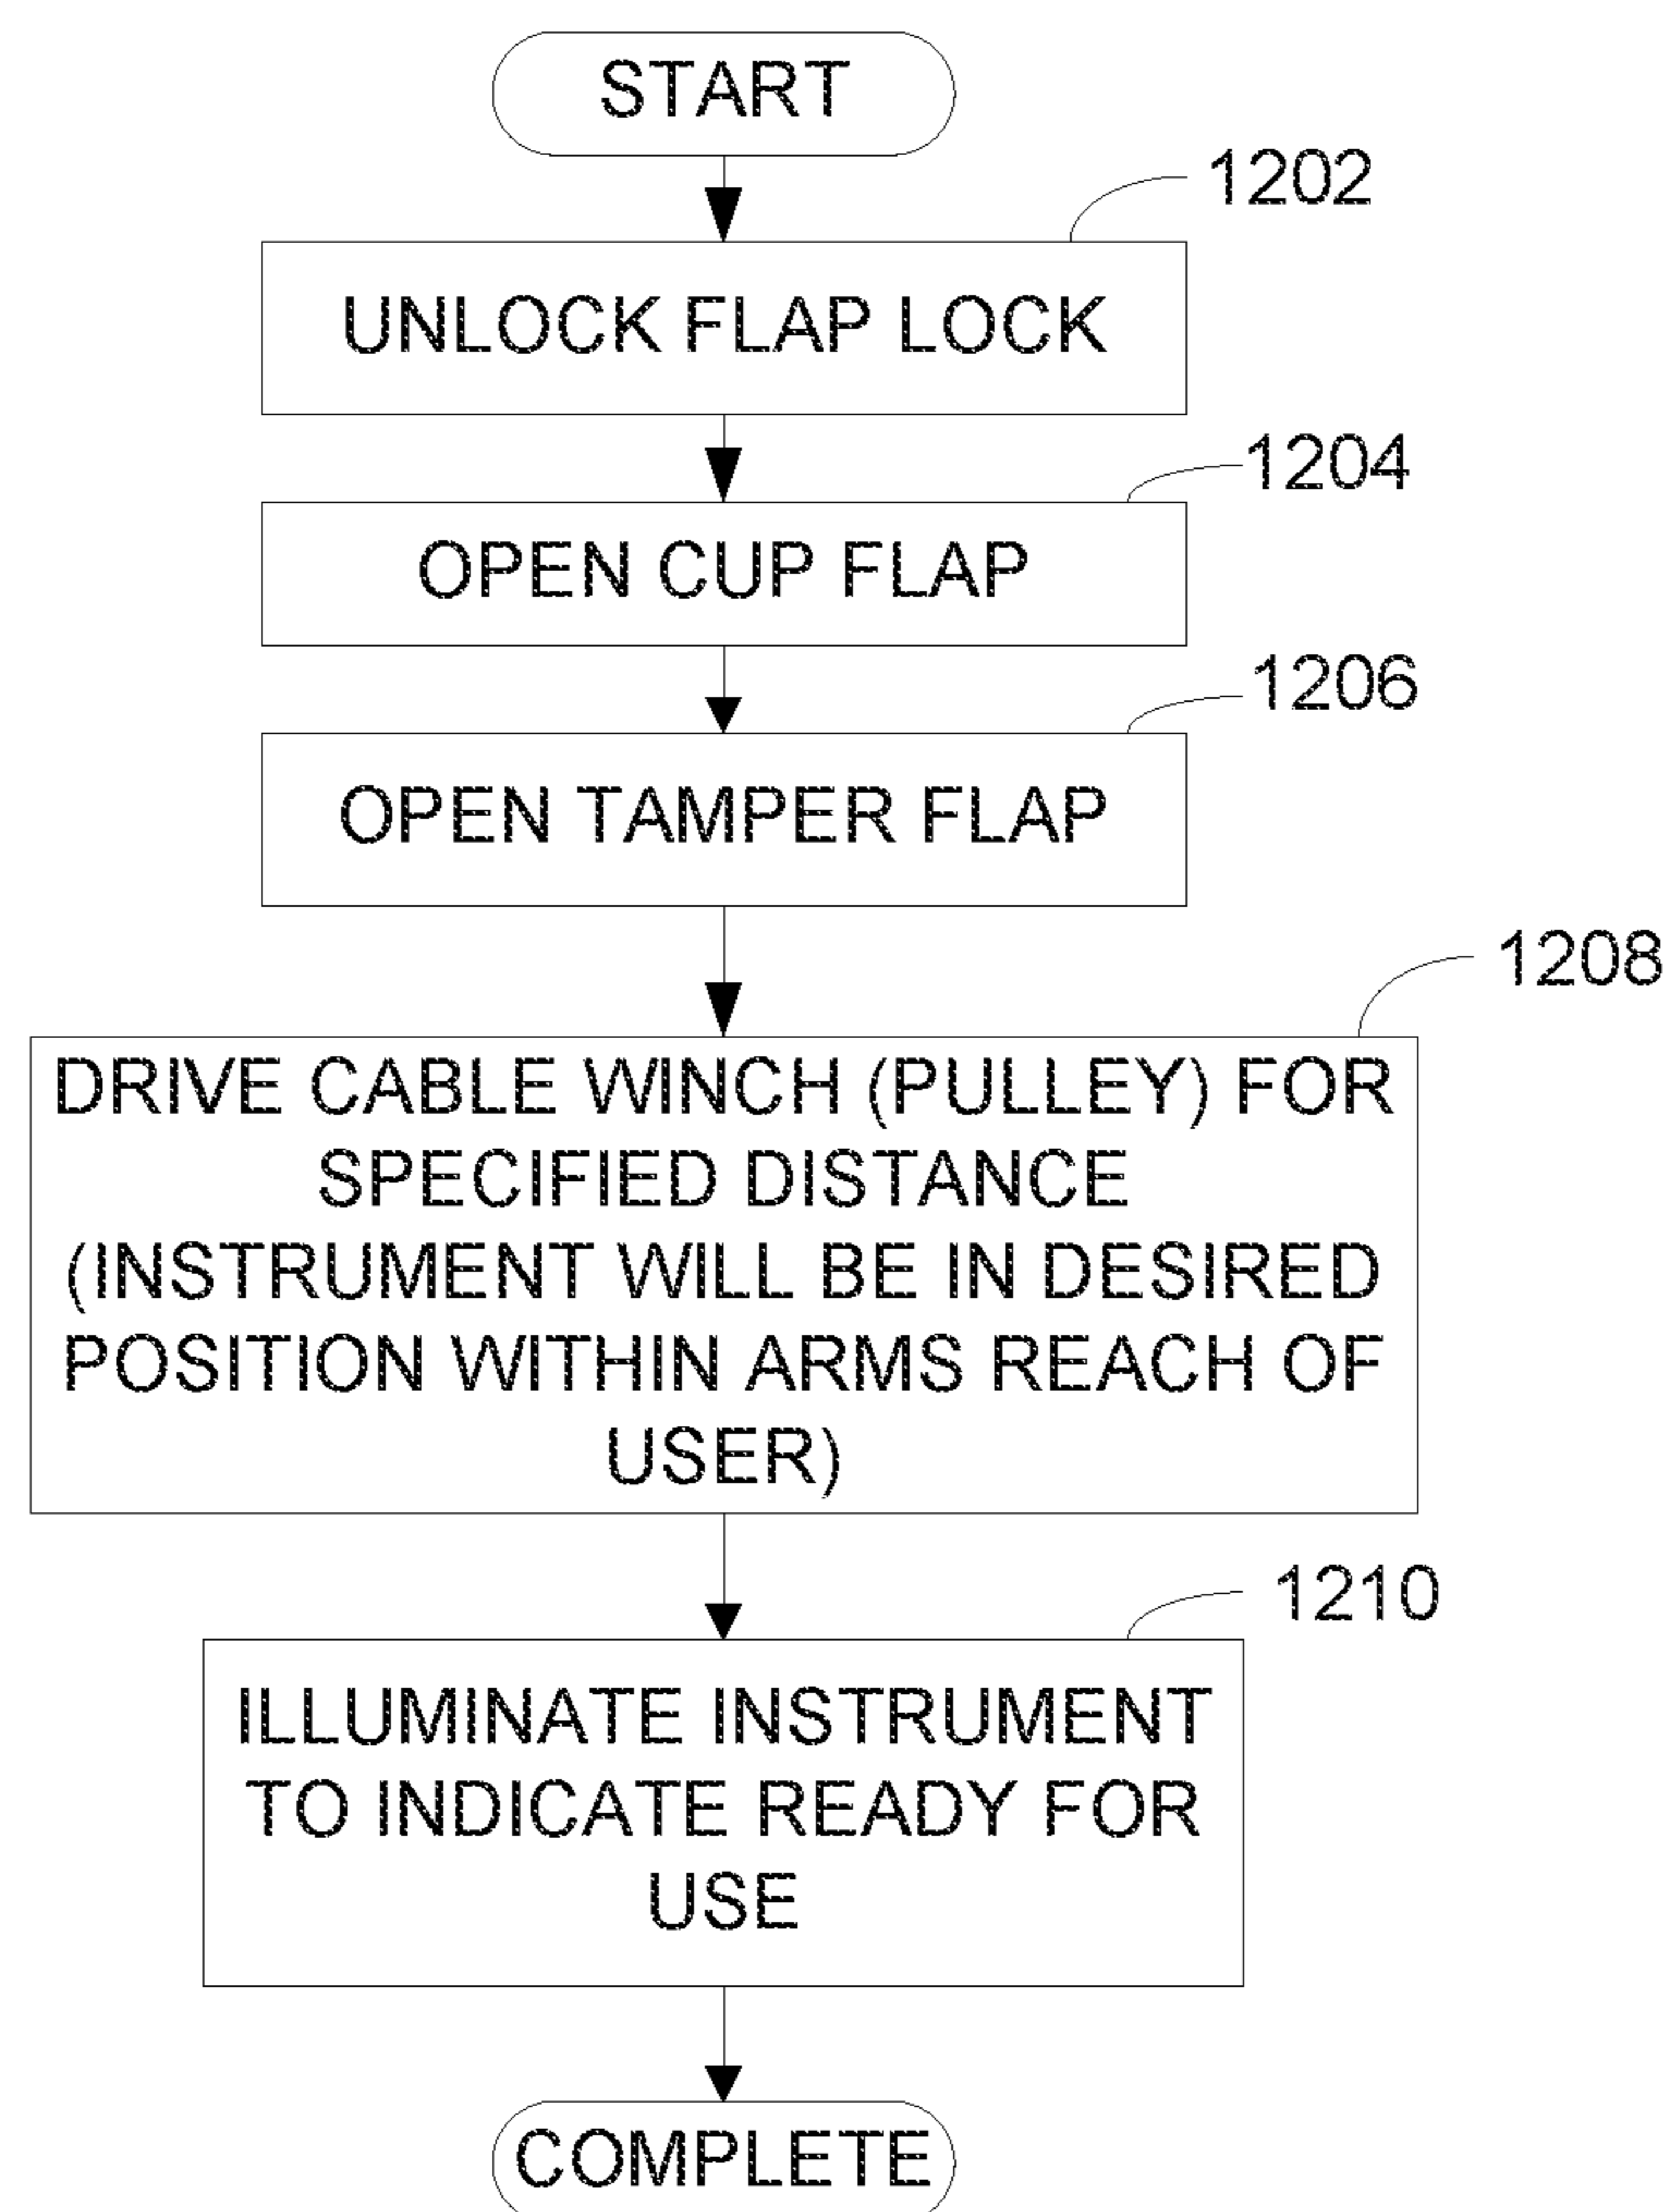 START
1202
UNLOCK FLAP LOCK
1204
OPEN CUP FLAP
1206
OPEN TAMPER FLAP
1208
DRIVE CABLE WINCH (PULLEY) FOR
SPECIFIED DISTANCE
(INSTRUMENT WILL BE IN DESIRED
POSITION WITHIN ARMS REACH OF
USER)
1210
ILLUMINATE INSTRUMENT
TO INDICATE READY FOR
USE
COMPLETE